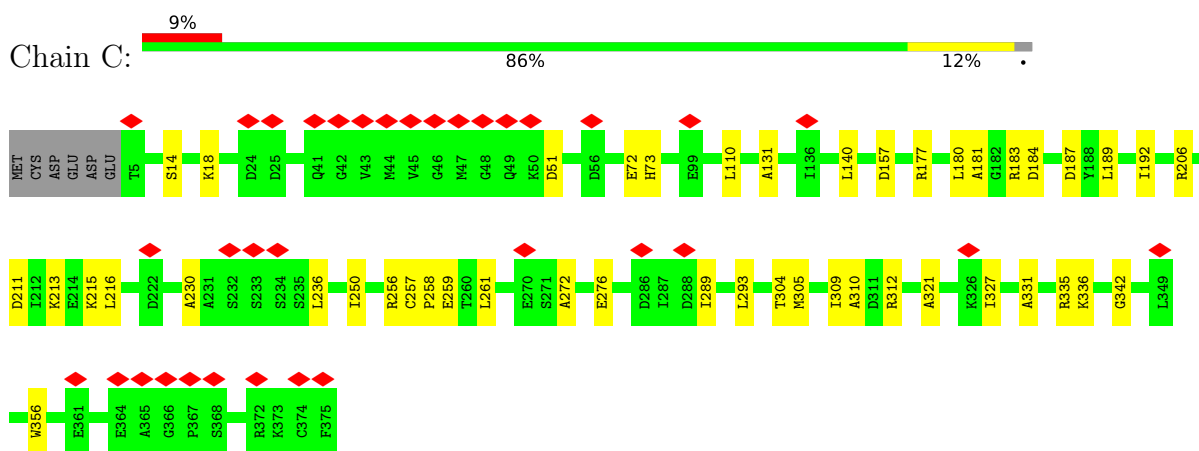 9%
Chain C:
86% 12% •
MET CYS ASP GLU ASP GLU T5 S14 K18 D24 D25 Q41 G42 V43 M44 V45 G46 M47 G48 Q49 K50 D51 D56 E72 H73 E99 L110 A131 I136 L140 D157 R177 L180 A181 G182 R183 D184 D187 Y188 L189 I192 R206
D211 I212 K213 E214 K215 L216 D222 A230 A231 S232 S233 S234 S235 L236 I250 R256 C257 P258 E259 T260 L261 E270 S271 A272 E276 D286 I287 D288 I289 L293 T304 M305 I309 A310 D311 R312 A321 K326 I327 A331 R335 K336 G342 L349
W356 E361 E364 A365 G366 P367 S368 R372 K373 C374 F375